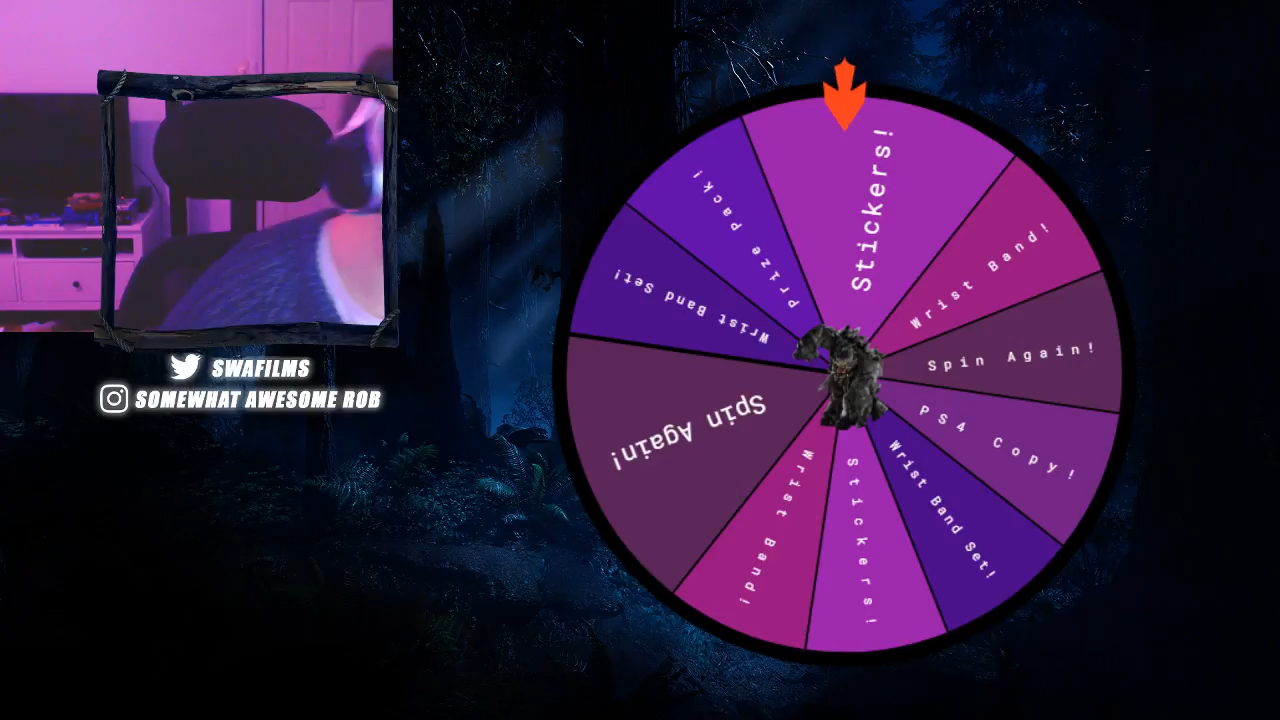 SWAFILMS
SOMEWHAT AWESOME ROB
Stickers!
Wrist Band!
Spin Again!
PS4 Copy!
Wrist Band Set!
Stickers!
Wrist Band!
Spin Again!
Wrist Band Set!
Prize Pack!